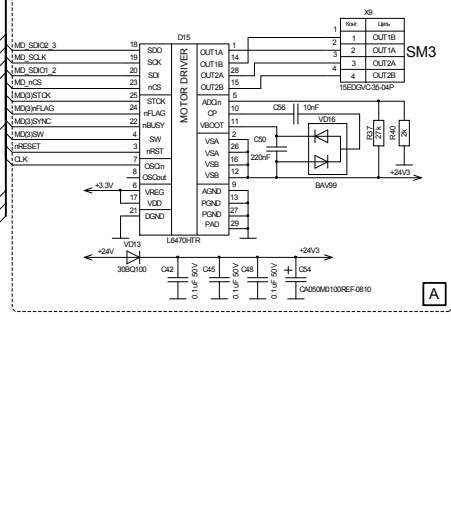 X9
Конт. Цепь
1 OUT1B
2 OUT1A
3 OUT2A
4 OUT2B
15EDGVC-35-04P
SM3
1
2
3
4
D15
MOTOR DRIVER
MD_SDIO2_3 18 SDO
MD_SCLK 19 SCK
MD_SDIO1_2 20 SDI
MD_nCS 23 nCS
MD(3)STCK 25 STCK
MD(3)nFLAG 24 nFLAG
MD(3)SYNC 22 nBUSY
MD(3)SW 4 SW
nRESET 3 nRST
CLK 7 OSCin
8 OSCout
+3.3V 6 VREG
17 VDD
21 DGND
OUT1A 1
OUT1B 14
OUT2A 28
OUT2B 15
ADCin 5
CP 10
VBOOT 11
VSA 2
VSA 26
VSB 16
VSB 12
AGND 9
PGND 13
PGND 27
PAD 29
L6470HTR
C56 10nF
VD16
C50
220nF
BAV99
R37
27k
R40
2k
+24V3
+24V
VD13
30BQ100
+24V3
C42
0.1uF 50V
C45
0.1uF 50V
C48
0.1uF 50V
+ C54
CA050M0100REF-0810
A